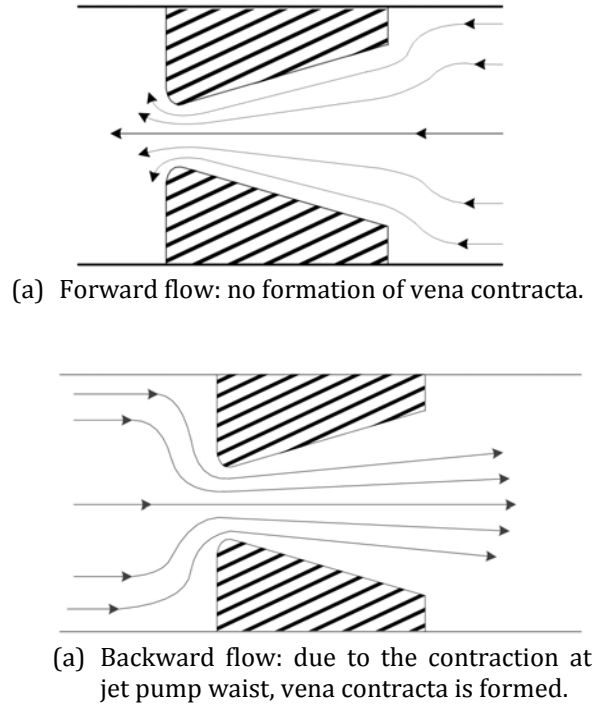 (a) Forward flow: no formation of vena contracta.
(a) Backward flow: due to the contraction at
jet pump waist, vena contracta is formed.